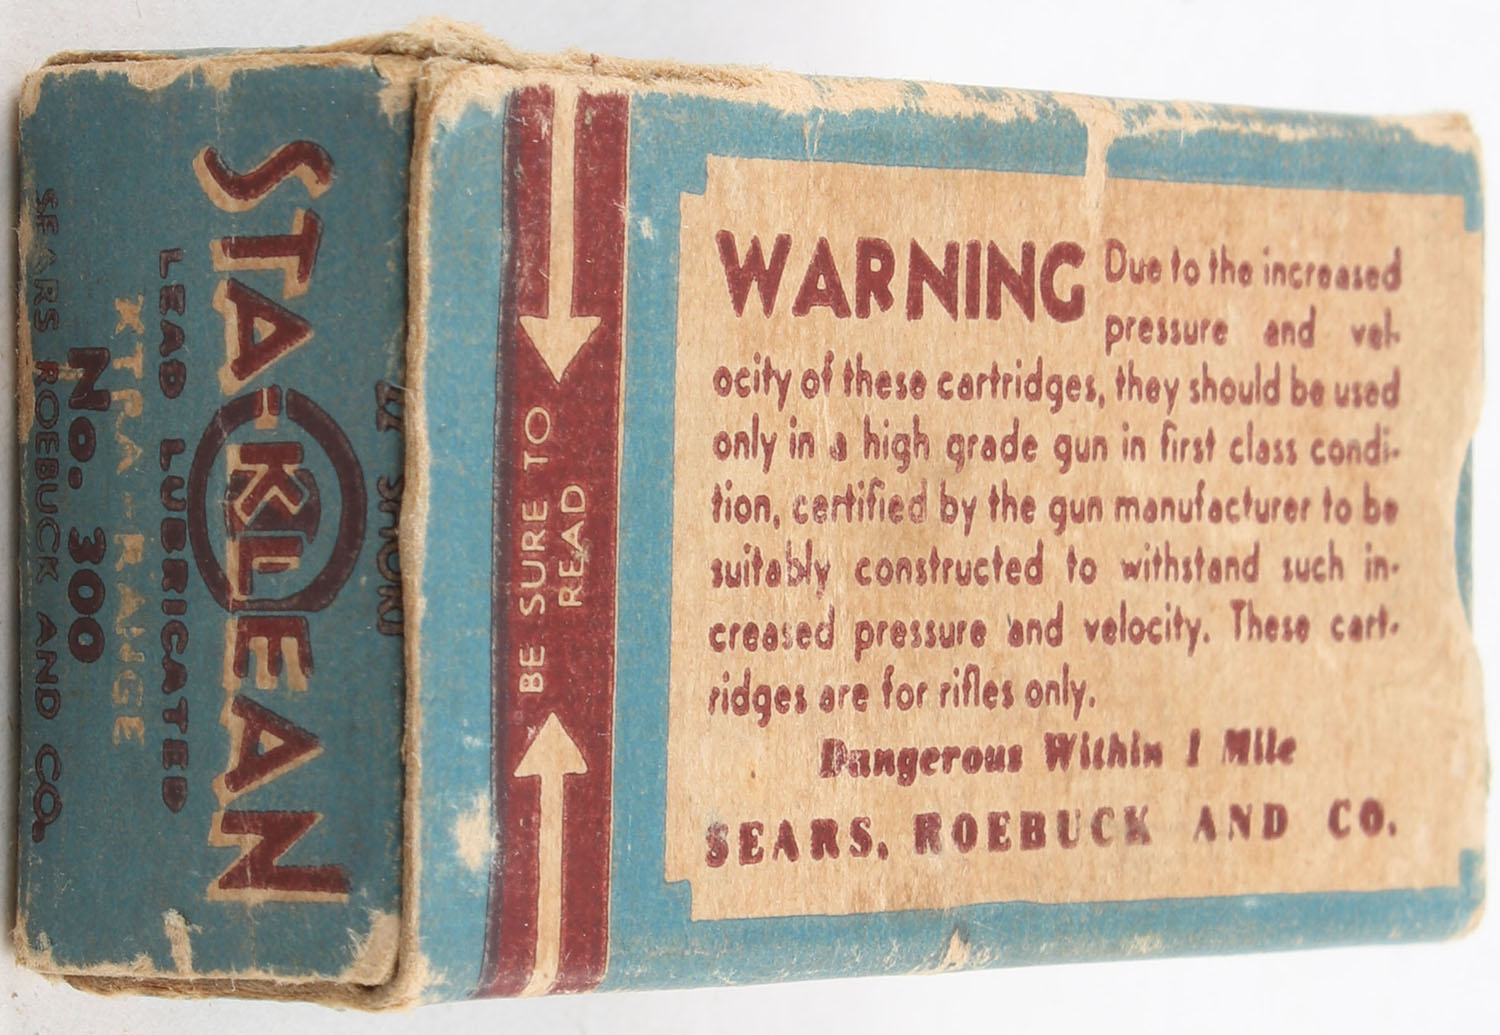 STA-KLEAN
LEAD LUBRICATED
XTRA-RANGE
No. 300
SEARS ROEBUCK AND CO.
BE SURE TO
READ
WARNING Due to the increased
pressure and vel-
ocity of these cartridges, they should be used
only in a high grade gun in first class condi-
tion, certified by the gun manufacturer to be
suitably constructed to withstand such in-
creased pressure and velocity. These cart-
ridges are for rifles only.
Dangerous Within 1 Mile
SEARS, ROEBUCK AND CO.